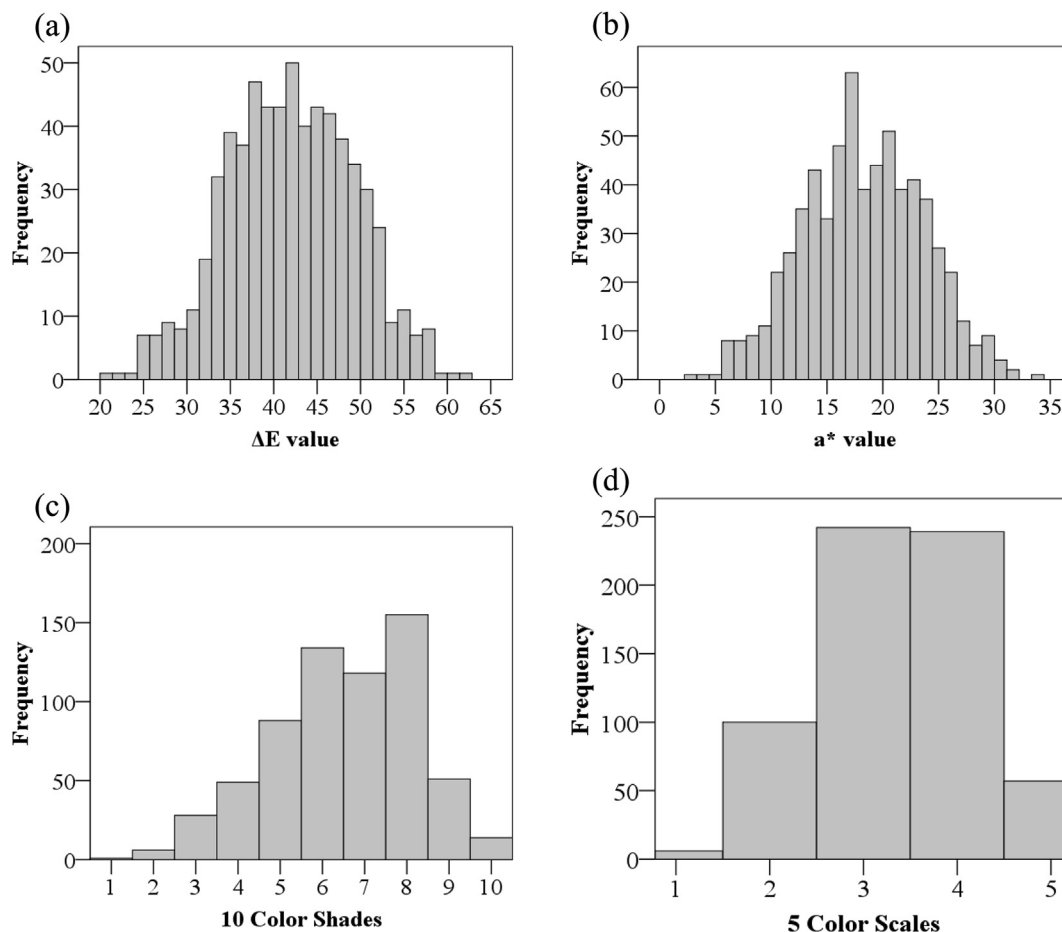 (a)
50
40
30
20
10
0
Frequency
20 25 30 35 40 45 50 55 60 65
ΔE value
(b)
60
50
40
30
20
10
0
Frequency
0 5 10 15 20 25 30 35
a* value
(c)
200
150
100
50
0
Frequency
1 2 3 4 5 6 7 8 9 10
10 Color Shades
(d)
250
200
150
100
50
0
Frequency
1 2 3 4 5
5 Color Scales